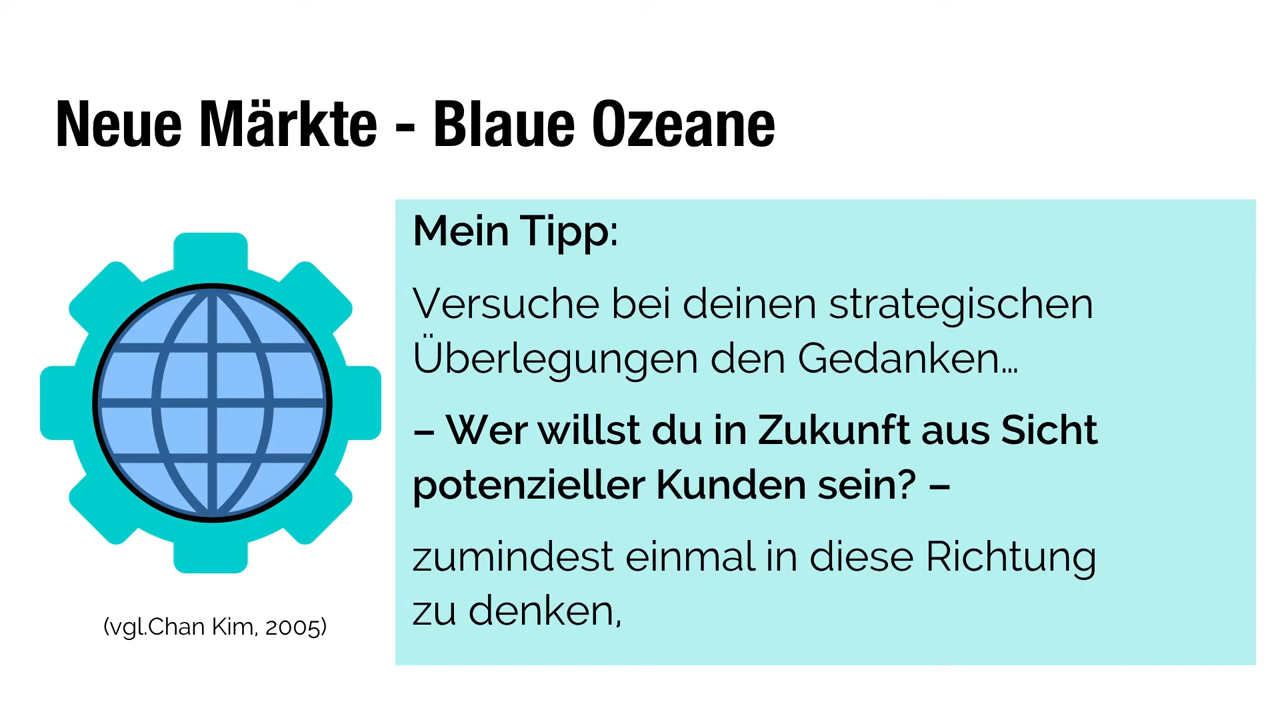 Neue Märkte - Blaue Ozeane
Mein Tipp:
Versuche bei deinen strategischen
Überlegungen den Gedanken…
– Wer willst du in Zukunft aus Sicht
potenzieller Kunden sein? –
zumindest einmal in diese Richtung
zu denken,
(vgl.Chan Kim, 2005)